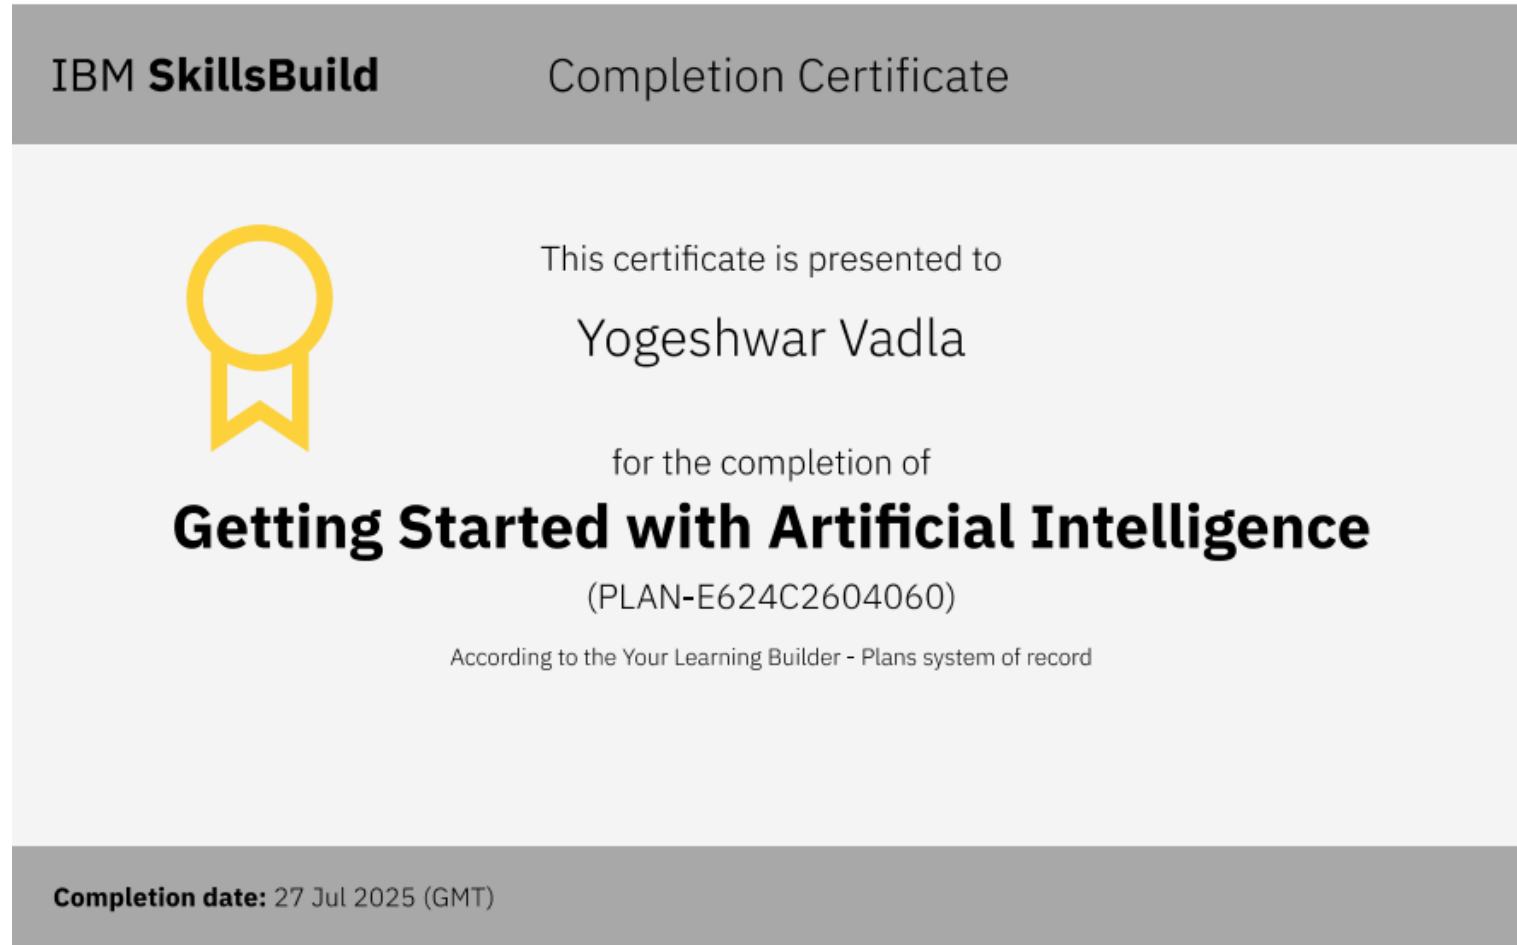 IBM SkillsBuild
Completion Certificate
This certificate is presented to
Yogeshwar Vadla
for the completion of
Getting Started with Artificial Intelligence
(PLAN-E624C2604060)
According to the Your Learning Builder - Plans system of record
Completion date: 27 Jul 2025 (GMT)